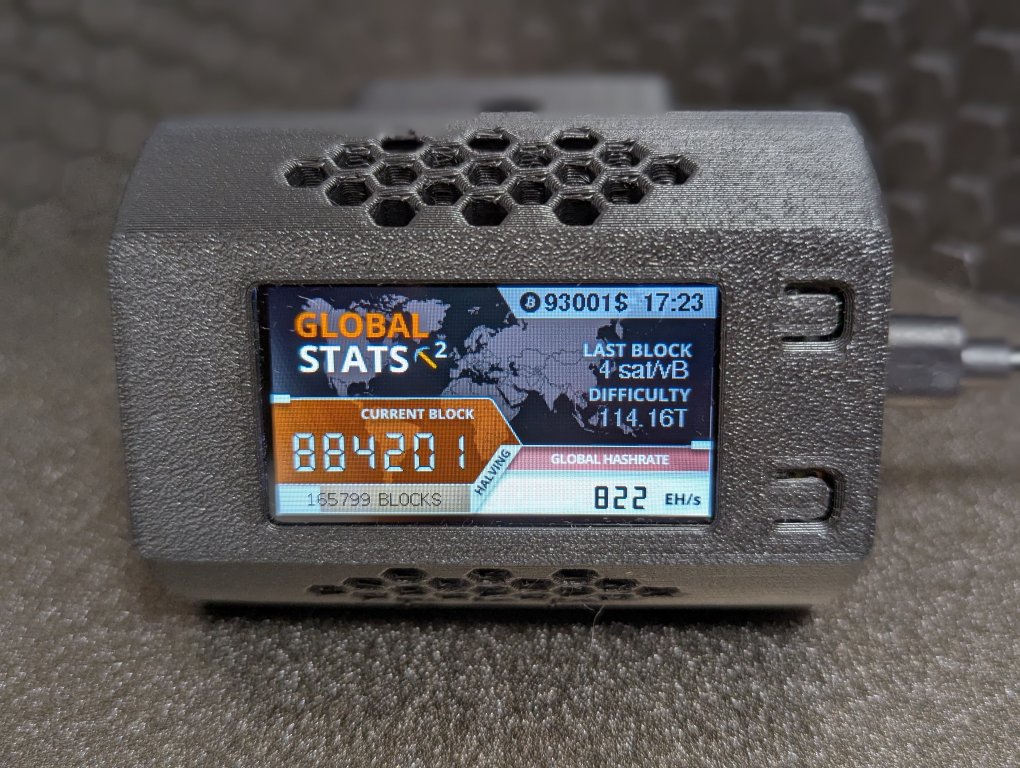 93001$ 17:23
GLOBAL
STATS 2
LAST BLOCK
4 sat/vB
DIFFICULTY
114.16T
CURRENT BLOCK
884201
HALVING
165799 BLOCKS
GLOBAL HASHRATE
822 EH/s